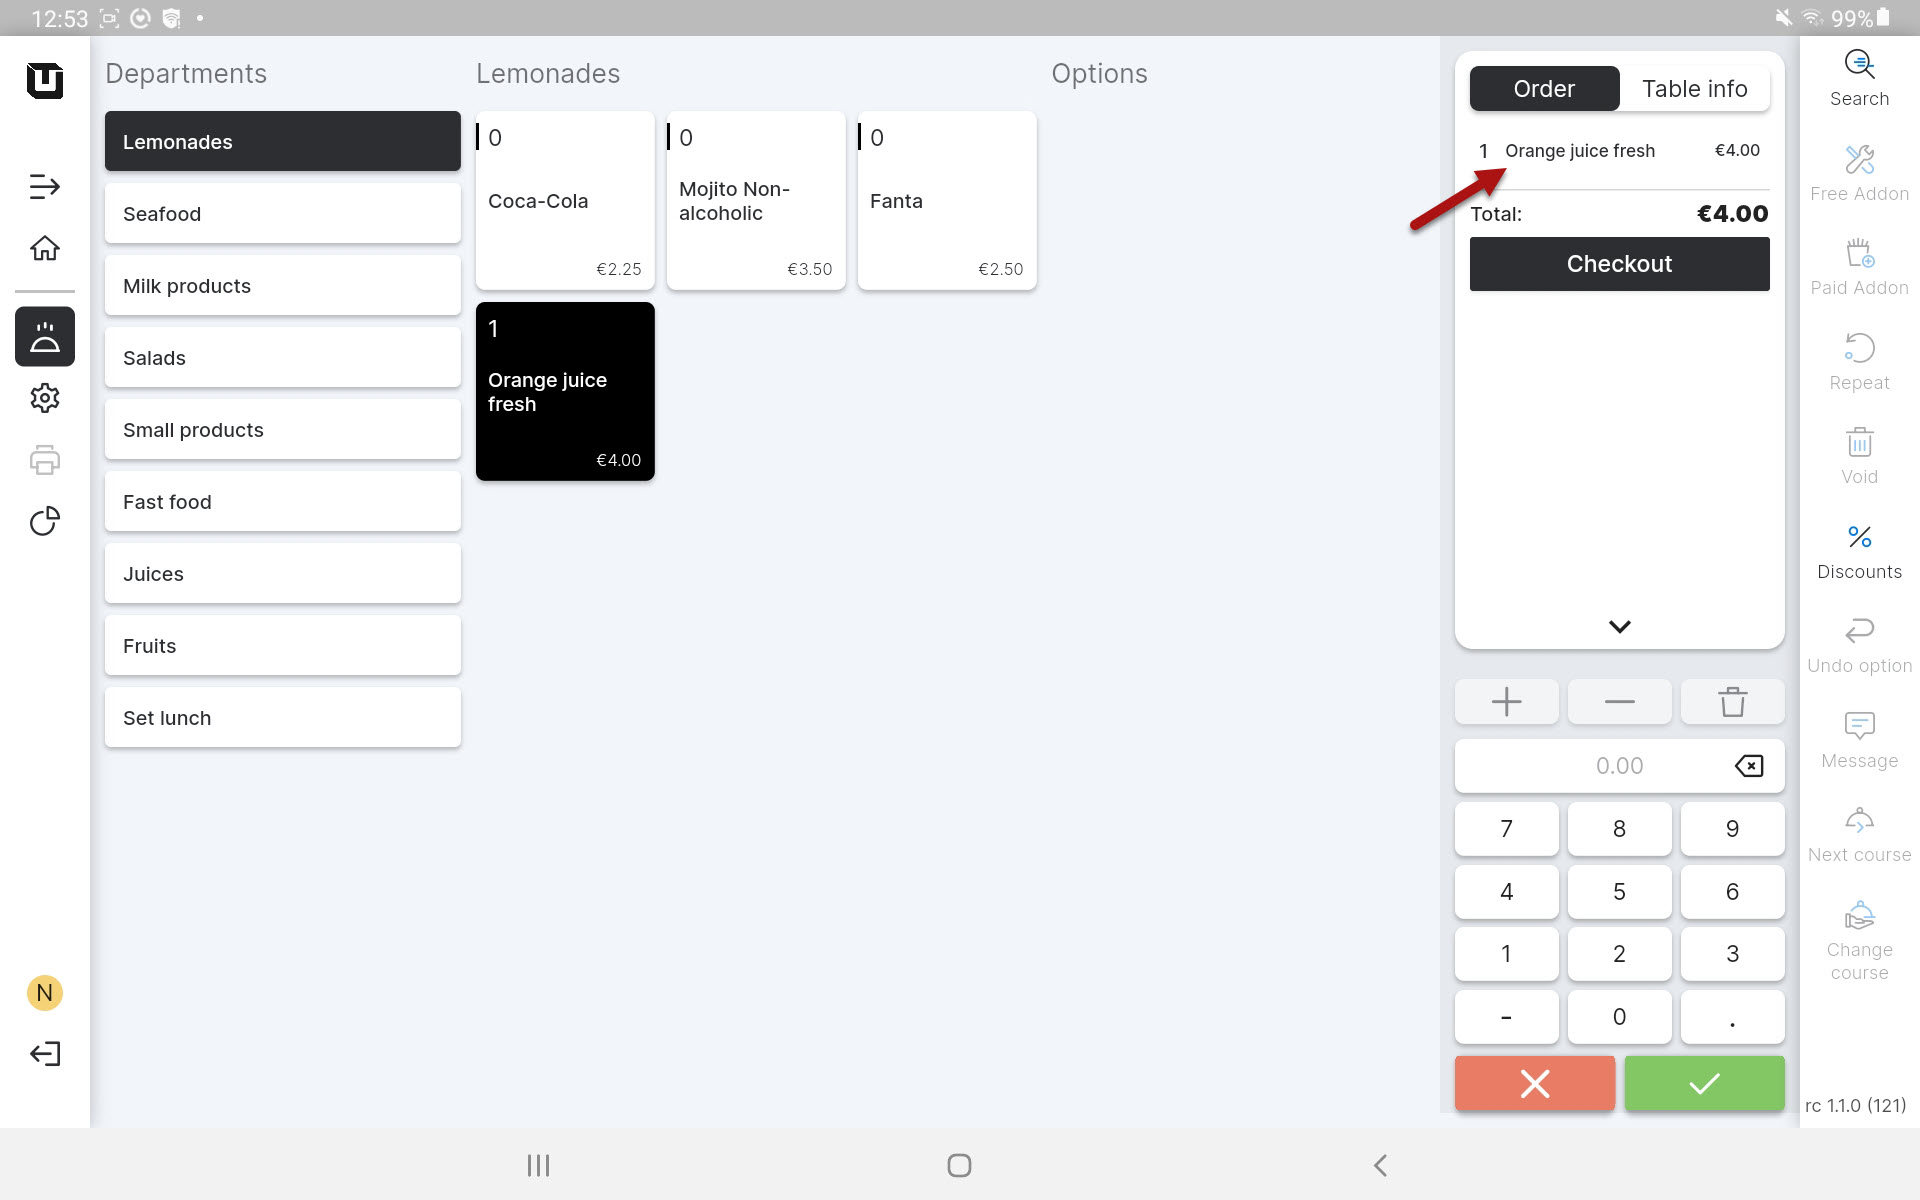 12:53
99%
Departments
Lemonades
Seafood
Milk products
Salads
Small products
Fast food
Juices
Fruits
Set lunch
N
Lemonades
0
Coca-Cola
€2.25
0
Mojito Non-
alcoholic
€3.50
0
Fanta
€2.50
1
Orange juice
fresh
€4.00
Options
Order
Table info
1 Orange juice fresh €4.00
Total: €4.00
Checkout
0.00
7 8 9
4 5 6
1 2 3
- 0 .
Search
Free Addon
Paid Addon
Repeat
Void
Discounts
Undo option
Message
Next course
Change
course
rc 1.1.0 (121)